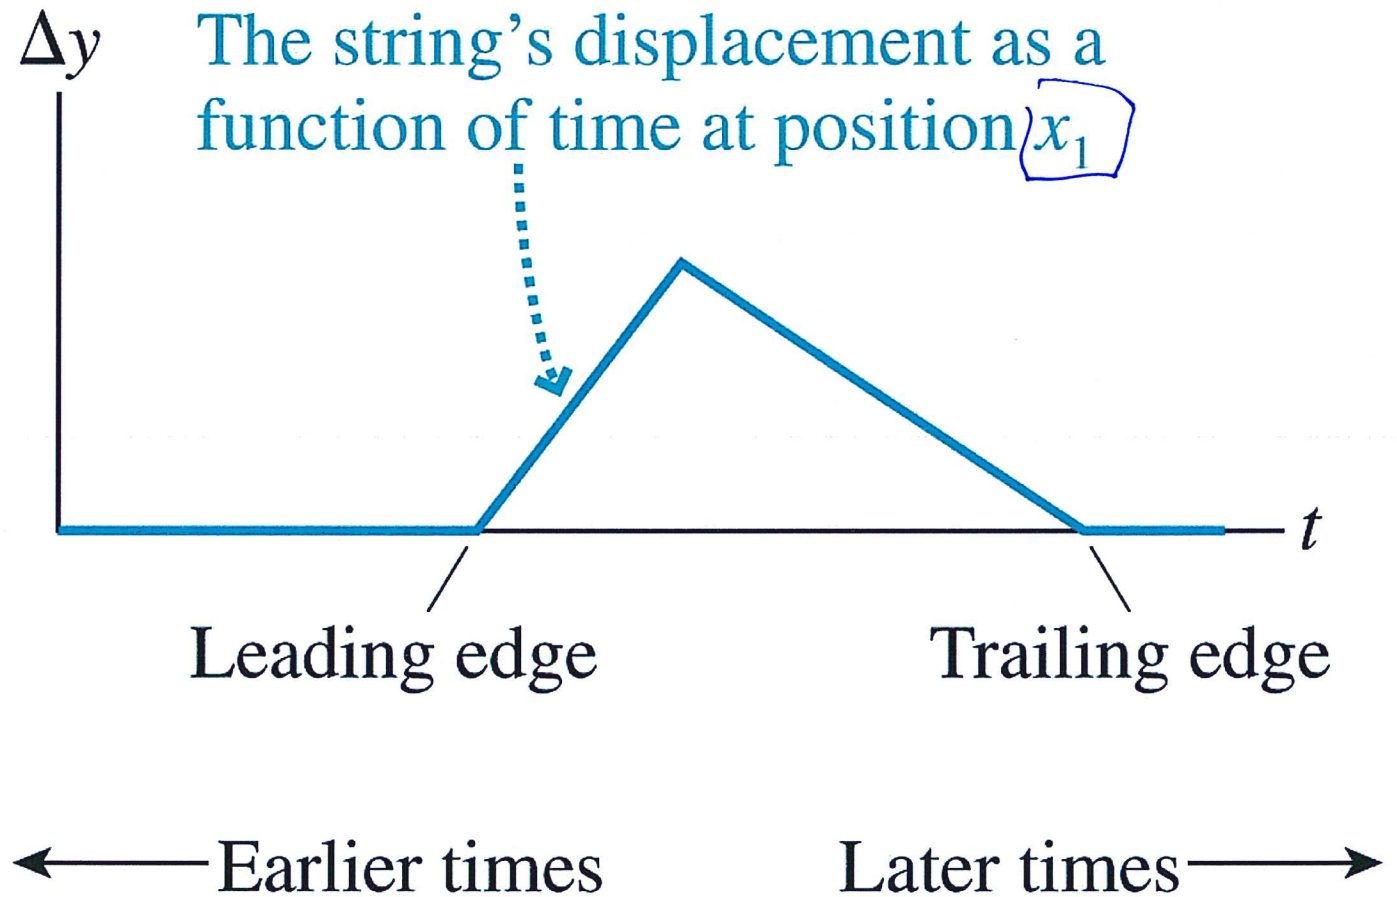 Δy
The string's displacement as a
function of time at position x₁
t
Leading edge
Trailing edge
Earlier times
Later times